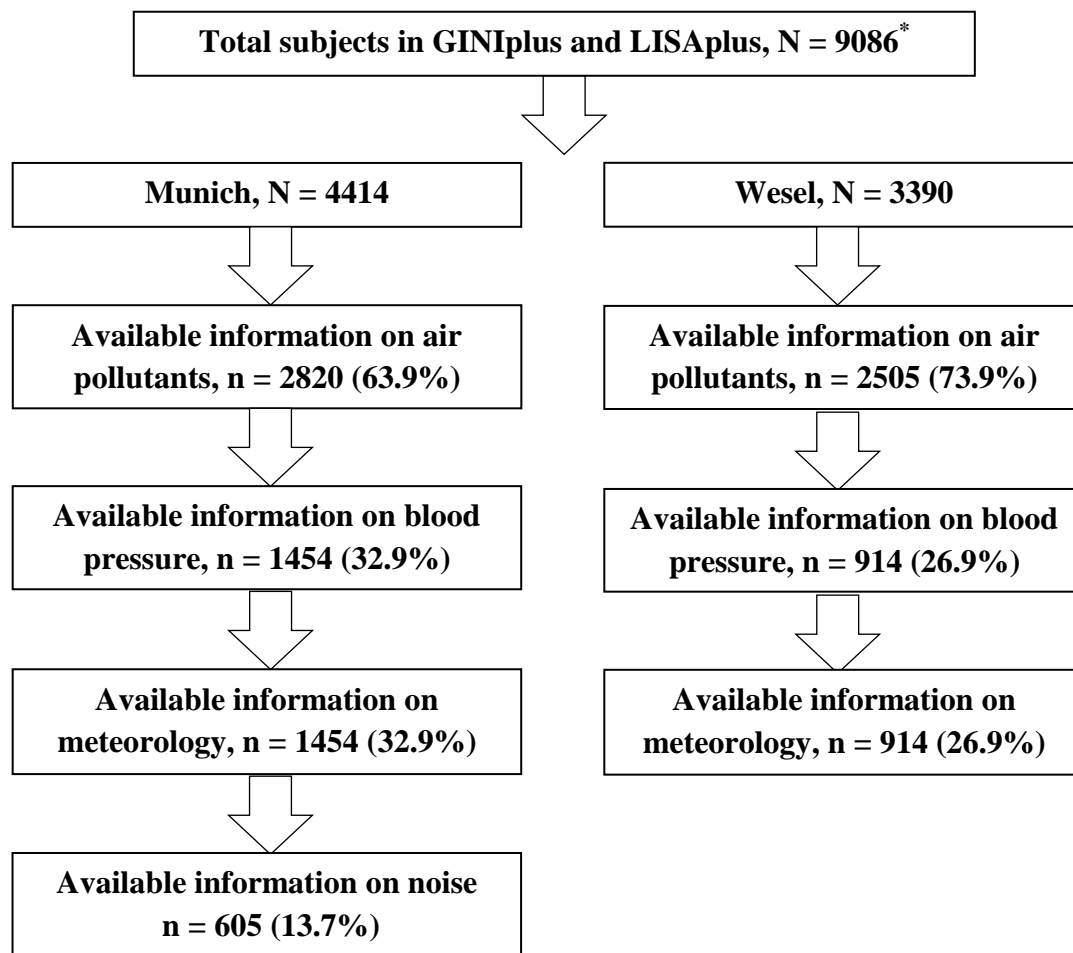 Total subjects in GINIplus and LISAplus, N = 9086*
Munich, N = 4414
Wesel, N = 3390
Available information on air
pollutants, n = 2820 (63.9%)
Available information on air
pollutants, n = 2505 (73.9%)
Available information on blood
pressure, n = 1454 (32.9%)
Available information on blood
pressure, n = 914 (26.9%)
Available information on
meteorology, n = 1454 (32.9%)
Available information on
meteorology, n = 914 (26.9%)
Available information on noise
n = 605 (13.7%)